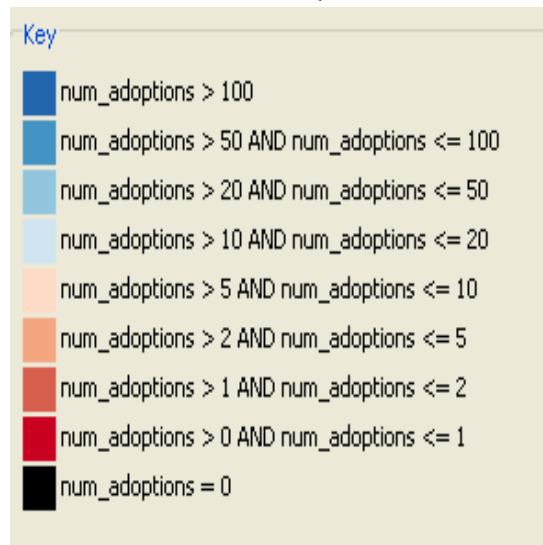 Key
num_adoptions > 100
num_adoptions > 50 AND num_adoptions <= 100
num_adoptions > 20 AND num_adoptions <= 50
num_adoptions > 10 AND num_adoptions <= 20
num_adoptions > 5 AND num_adoptions <= 10
num_adoptions > 2 AND num_adoptions <= 5
num_adoptions > 1 AND num_adoptions <= 2
num_adoptions > 0 AND num_adoptions <= 1
num_adoptions = 0